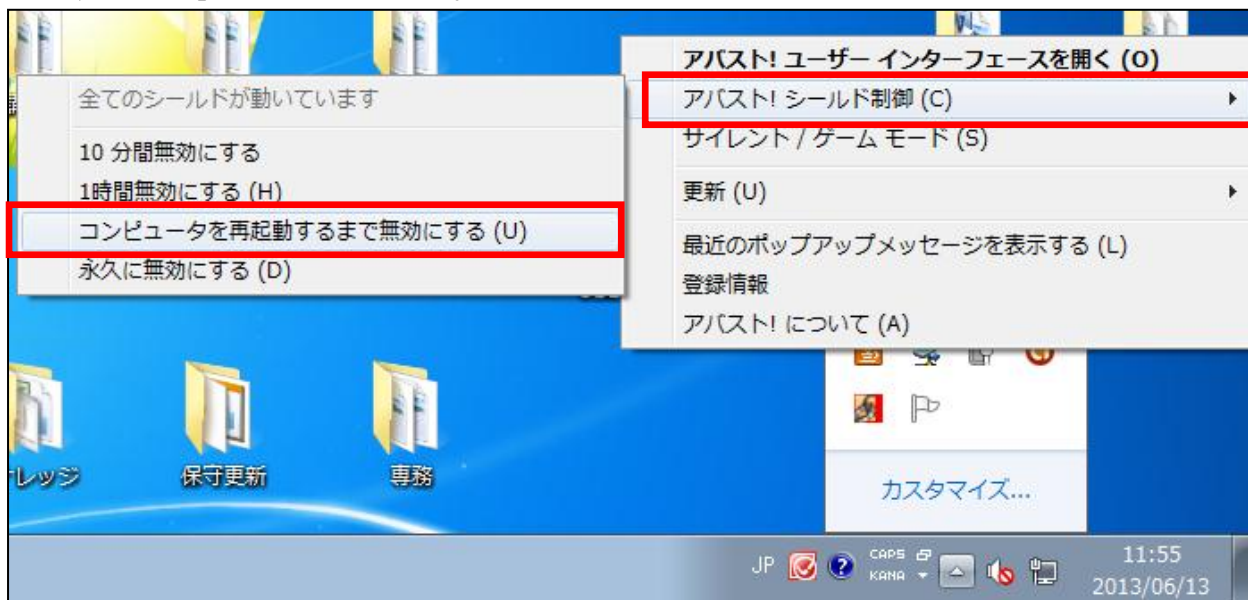 アバスト! ユーザー インターフェースを開く (O)
アバスト! シールド制御 (C)
サイレント / ゲーム モード (S)
更新 (U)
最近のポップアップメッセージを表示する (L)
登録情報
アバスト! について (A)
全てのシールドが動いています
10 分間無効にする
1時間無効にする (H)
コンピュータを再起動するまで無効にする (U)
永久に無効にする (D)
レッジ
保守更新
専務
カスタマイズ...
JP
CAPS
KANA
11:55
2013/06/13